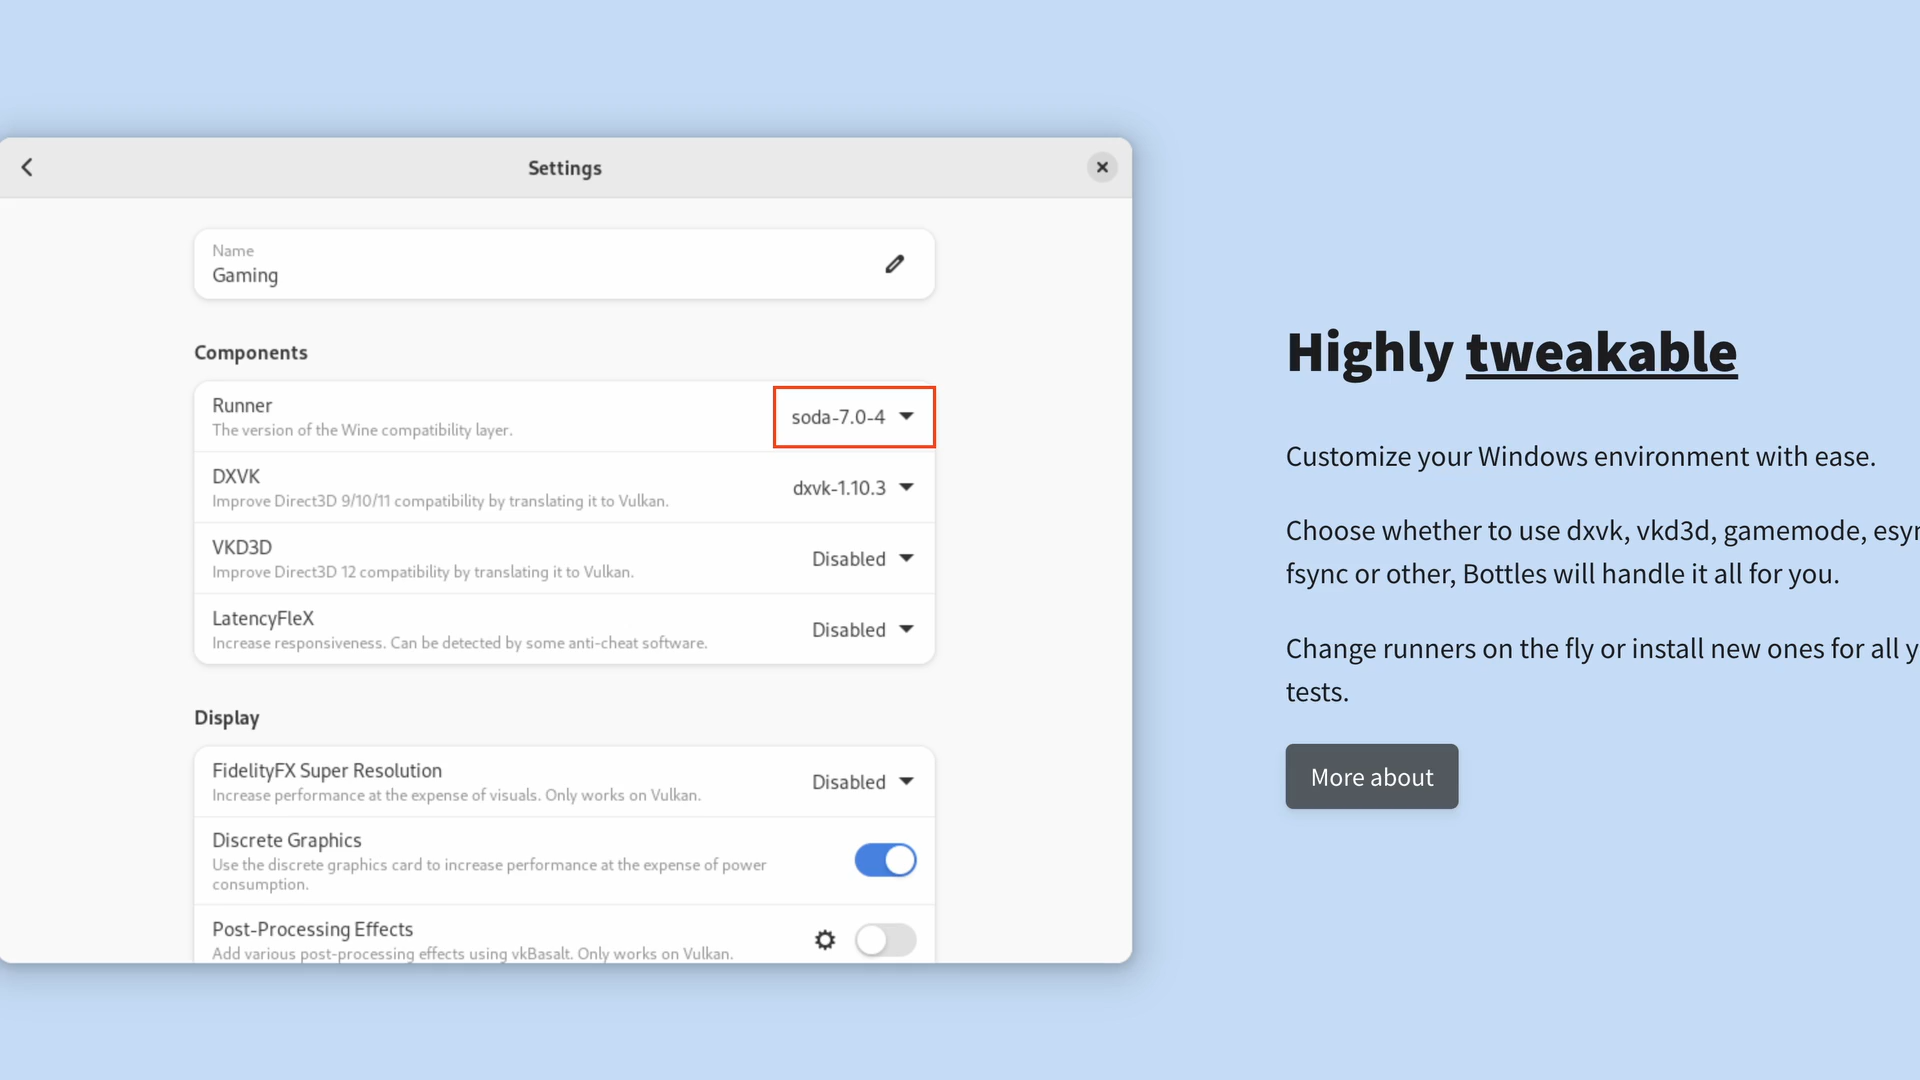 Settings
Name
Gaming
Components
Runner
The version of the Wine compatibility layer.
soda-7.0-4
DXVK
Improve Direct3D 9/10/11 compatibility by translating it to Vulkan.
dxvk-1.10.3
VKD3D
Improve Direct3D 12 compatibility by translating it to Vulkan.
Disabled
LatencyFleX
Increase responsiveness. Can be detected by some anti-cheat software.
Disabled
Display
FidelityFX Super Resolution
Increase performance at the expense of visuals. Only works on Vulkan.
Disabled
Discrete Graphics
Use the discrete graphics card to increase performance at the expense of power
consumption.
Post-Processing Effects
Add various post-processing effects using vkBasalt. Only works on Vulkan.
Highly tweakable
Customize your Windows environment with ease.
Choose whether to use dxvk, vkd3d, gamemode,
fsync or other, Bottles will handle it all for you.
Change runners on the fly or install new ones for all
tests.
More about